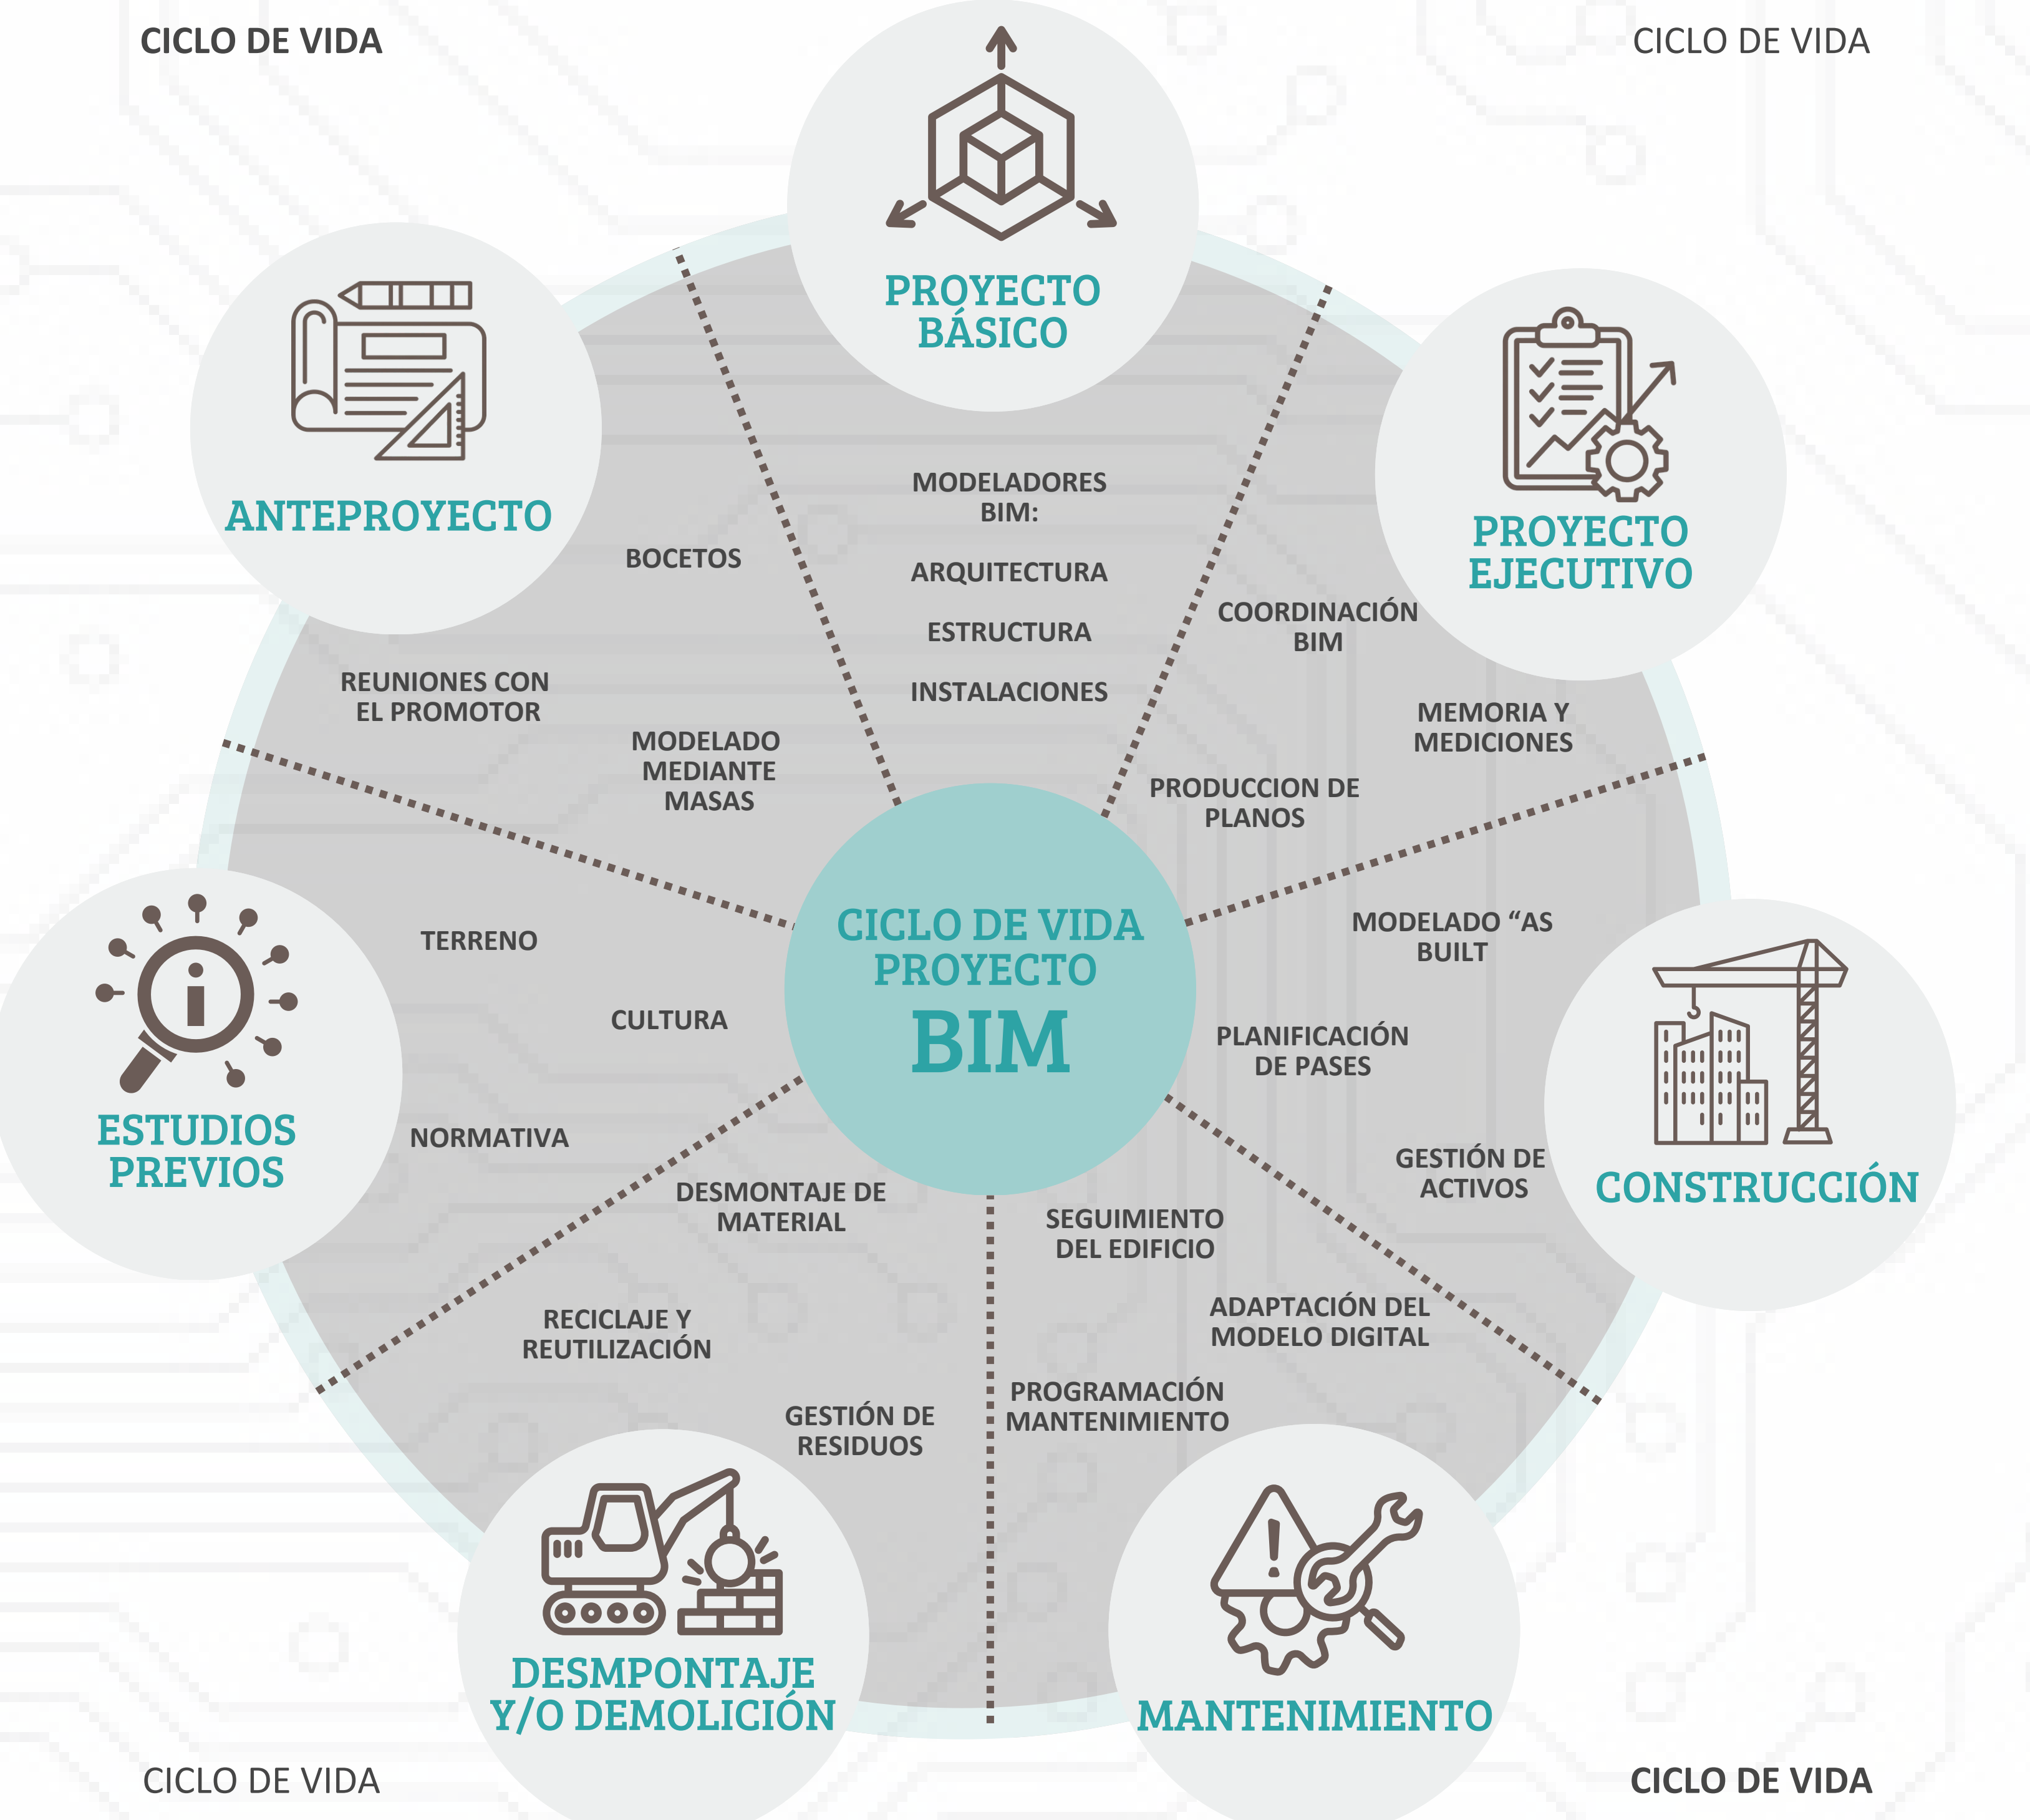 CICLO DE VIDA
CICLO DE VIDA
PROYECTO
BÁSICO
MODELADORES
BIM:
ARQUITECTURA
ESTRUCTURA
INSTALACIONES
PROYECTO
EJECUTIVO
COORDINACIÓN
BIM
MEMORIA Y
MEDICIONES
PRODUCCION DE
PLANOS
CONSTRUCCIÓN
MODELADO “AS
BUILT
PLANIFICACIÓN
DE PASES
GESTIÓN DE
ACTIVOS
MANTENIMIENTO
SEGUIMIENTO
DEL EDIFICIO
ADAPTACIÓN DEL
MODELO DIGITAL
PROGRAMACIÓN
MANTENIMIENTO
DESMPONTAJE
Y/O DEMOLICIÓN
DESMONTAJE DE
MATERIAL
RECICLAJE Y
REUTILIZACIÓN
GESTIÓN DE
RESIDUOS
ESTUDIOS
PREVIOS
TERRENO
CULTURA
NORMATIVA
ANTEPROYECTO
BOCETOS
REUNIONES CON
EL PROMOTOR
MODELADO
MEDIANTE
MASAS
CICLO DE VIDA
PROYECTO
BIM
CICLO DE VIDA
CICLO DE VIDA